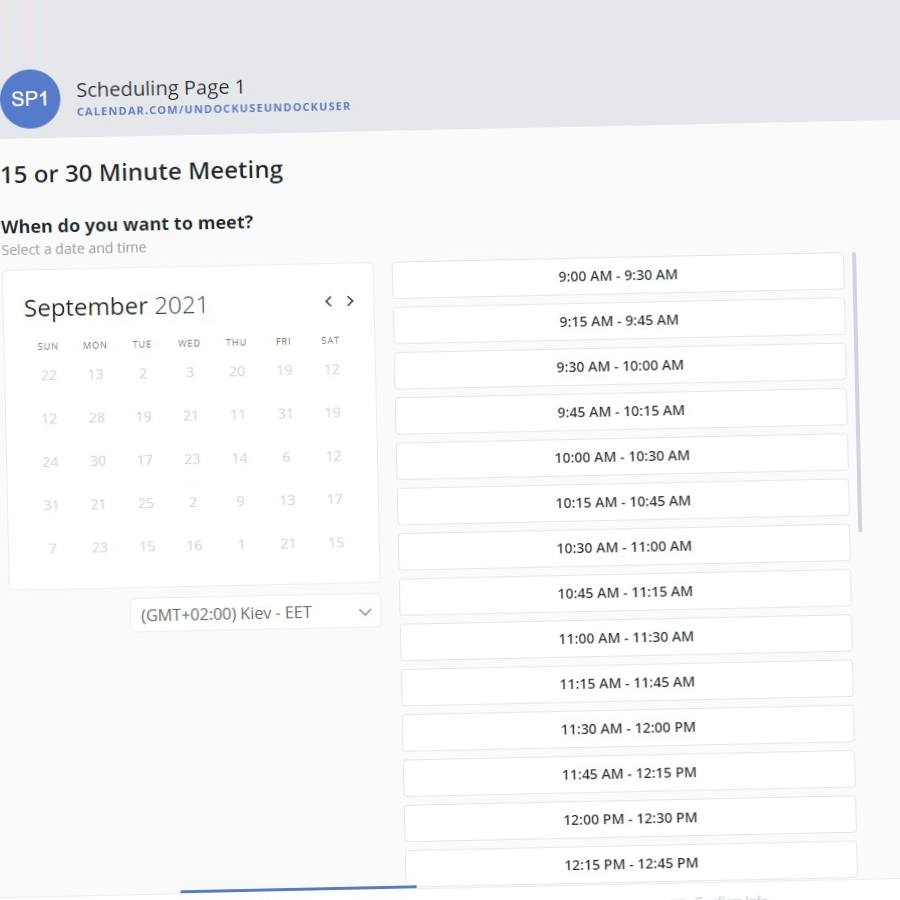 SP1
Scheduling Page 1
CALENDAR.COM/UNDOCKUSEUNDOCKUSER
15 or 30 Minute Meeting
When do you want to meet?
Select a date and time
September 2021
SUN MON TUE WED THU FRI SAT
22 13 2 3 20 19 12
12 28 19 21 11 31 19
24 30 17 23 14 6 12
31 21 25 2 9 13 17
7 23 15 16 1 21 15
(GMT+02:00) Kiev - EET
9:00 AM - 9:30 AM
9:15 AM - 9:45 AM
9:30 AM - 10:00 AM
9:45 AM - 10:15 AM
10:00 AM - 10:30 AM
10:15 AM - 10:45 AM
10:30 AM - 11:00 AM
10:45 AM - 11:15 AM
11:00 AM - 11:30 AM
11:15 AM - 11:45 AM
11:30 AM - 12:00 PM
11:45 AM - 12:15 PM
12:00 PM - 12:30 PM
12:15 PM - 12:45 PM